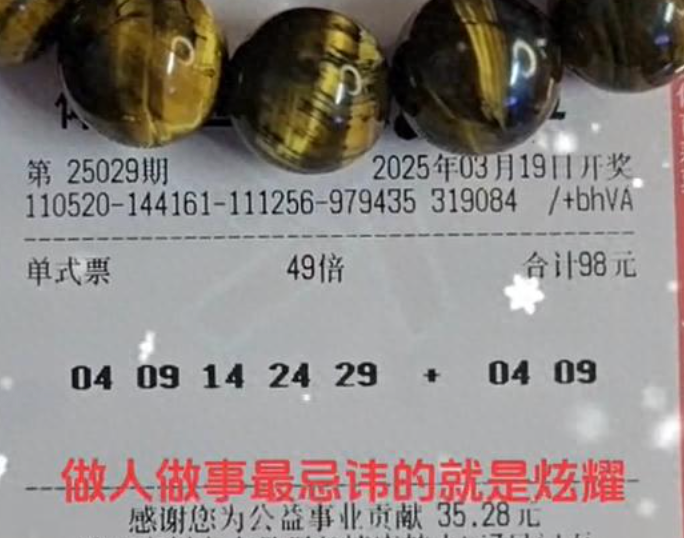 第 25029期 2025年03月19日开奖
110520-144161-111256-979435 319084 /+bhVA
单式票 49倍 合计98元
04 09 14 24 29 + 04 09
做人做事最忌讳的就是炫耀
感谢您为公益事业贡献 35.28元